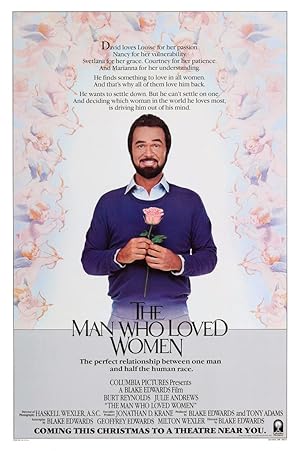 David loves Louise for her passion.
Nancy for her vulnerability.
Svetlana for her grace. Courtney for her patience.
And Marianna for her understanding.
He finds something to love in all women.
And that's why all of them love him back.
He wants to settle down. But he can't settle on one.
And deciding which woman in the world he loves most,
is driving him out of his mind.
THE
MAN WHO LOVED
WOMEN
The perfect relationship between one man
and half the human race.
COLUMBIA PICTURES Presents
A BLAKE EDWARDS Film
BURT REYNOLDS JULIE ANDREWS
"THE MAN WHO LOVED WOMEN"
HASKELL WEXLER, A.S.C. JONATHAN D. KRANE BLAKE EDWARDS AND TONY ADAMS
BLAKE EDWARDS GEOFFREY EDWARDS MILTON WEXLER BLAKE EDWARDS
COMING THIS CHRISTMAS TO A THEATRE NEAR YOU.